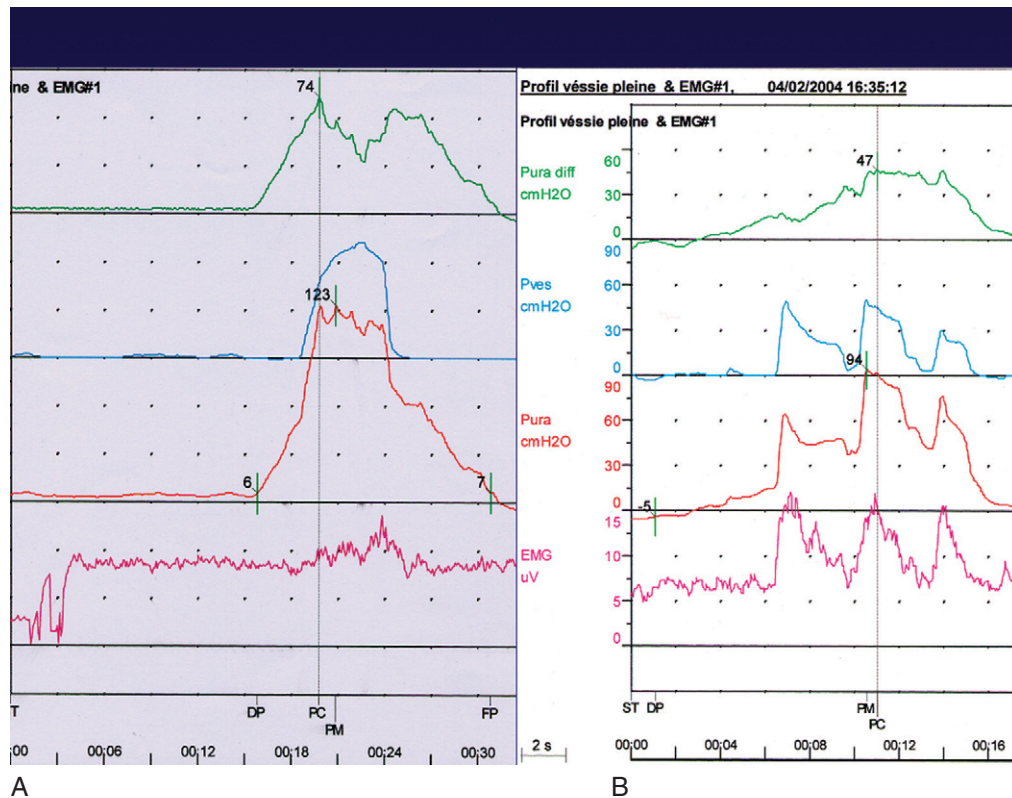 ine & EMG#1
74
123
6
7
EMG
uV
T
DP
PC
PM
FP
:00
00:06
00:12
00:18
00:24
00:30
A
Profil véssie pleine & EMG#1, 04/02/2004 16:35:12
Profil véssie pleine & EMG#1
Pura diff
cmH2O
60
30
0
47
Pves
cmH2O
90
60
30
0
94
Pura
cmH2O
90
60
30
0
-5
15
10
5
0
ST
DP
PM
PC
2 s
00:00
00:04
00:08
00:12
00:16
B